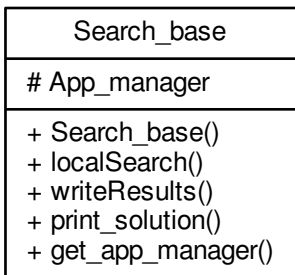 Search_base
# App_manager
+ Search_base()
+ localSearch()
+ writeResults()
+ print_solution()
+ get_app_manager()